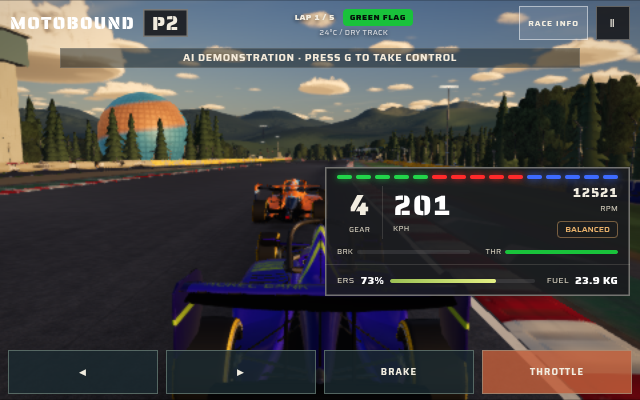 MOTOBOUND P2
LAP 1 / 5 GREEN FLAG
24°C / DRY TRACK
RACE INFO
II
AI DEMONSTRATION · PRESS G TO TAKE CONTROL
4 201 12521
GEAR KPH RPM
BALANCED
BRK THR
ERS 73% FUEL 23.9 KG
◄ ► BRAKE THROTTLE